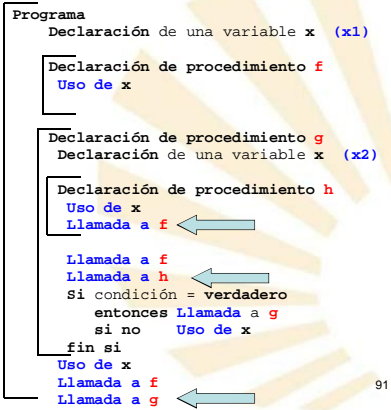 Programa
Declaración de una variable x (x1)
Declaración de procedimiento f
Uso de x
Declaración de procedimiento g
Declaración de una variable x (x2)
Declaración de procedimiento h
Uso de x
Llamada a f
Llamada a f
Llamada a h
Si condición = verdadero
entonces Llamada a g
si no Uso de x
fin si
Uso de x
Llamada a f
91
Llamada a g